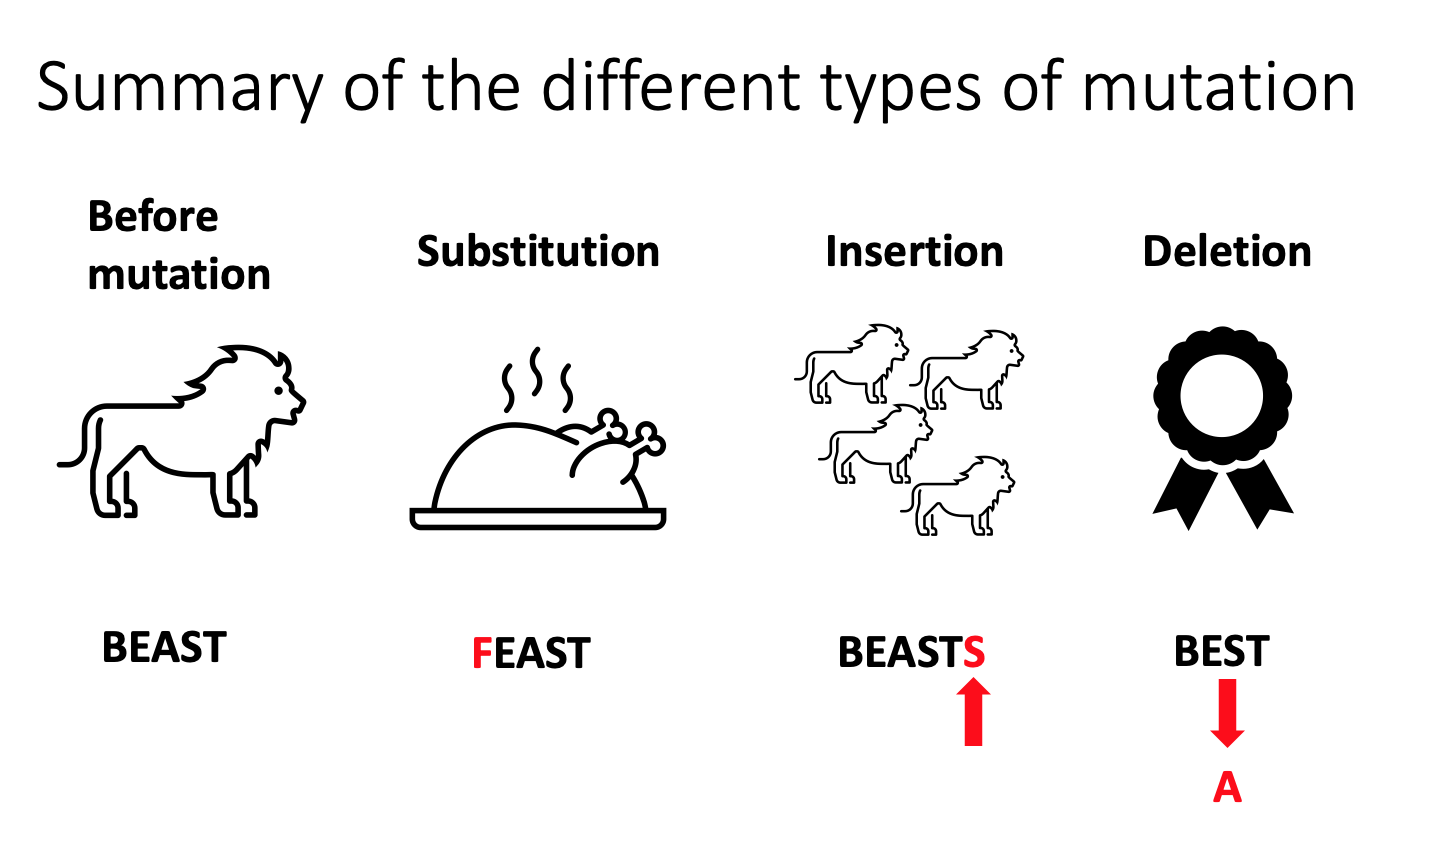 Summary of the different types of mutation
Before
mutation
Substitution
Insertion
Deletion
BEAST
FEAST
BEASTS
BEST
A